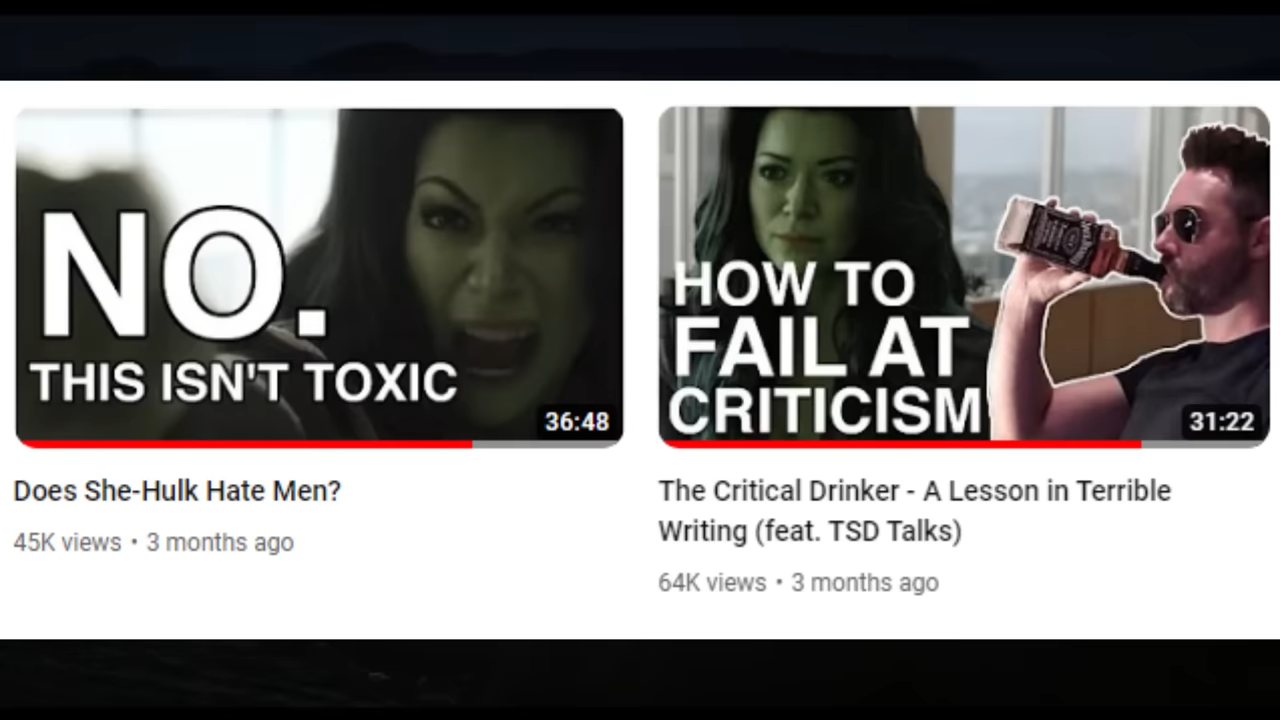 NO.
THIS ISN'T TOXIC
36:48
Does She-Hulk Hate Men?
45K views • 3 months ago
HOW TO
FAIL AT
CRITICISM
31:22
The Critical Drinker - A Lesson in Terrible
Writing (feat. TSD Talks)
64K views • 3 months ago